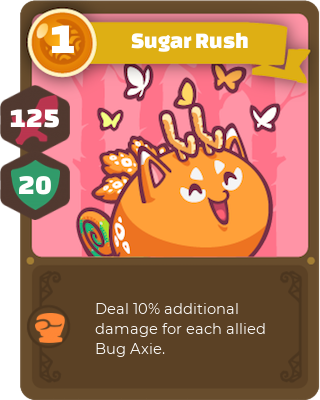 1
Sugar Rush
125
20
Deal 10% additional
damage for each allied
Bug Axie.